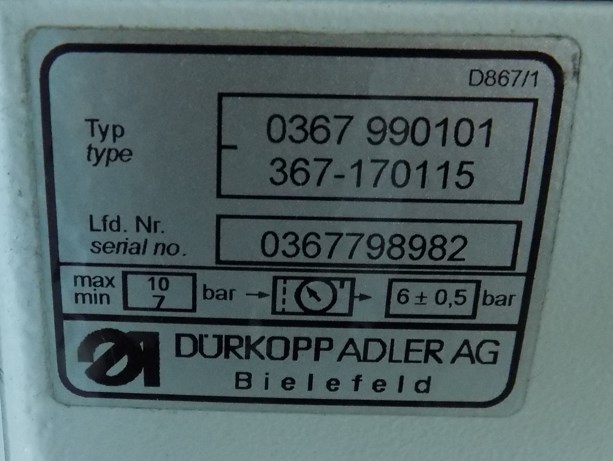 D867/1
Typ
type
0367 990101
367-170115
Lfd. Nr.
serial no.
0367798982
max
min
10
7
bar
6 ± 0,5
bar
DÜRKOPP ADLER AG
Bielefeld